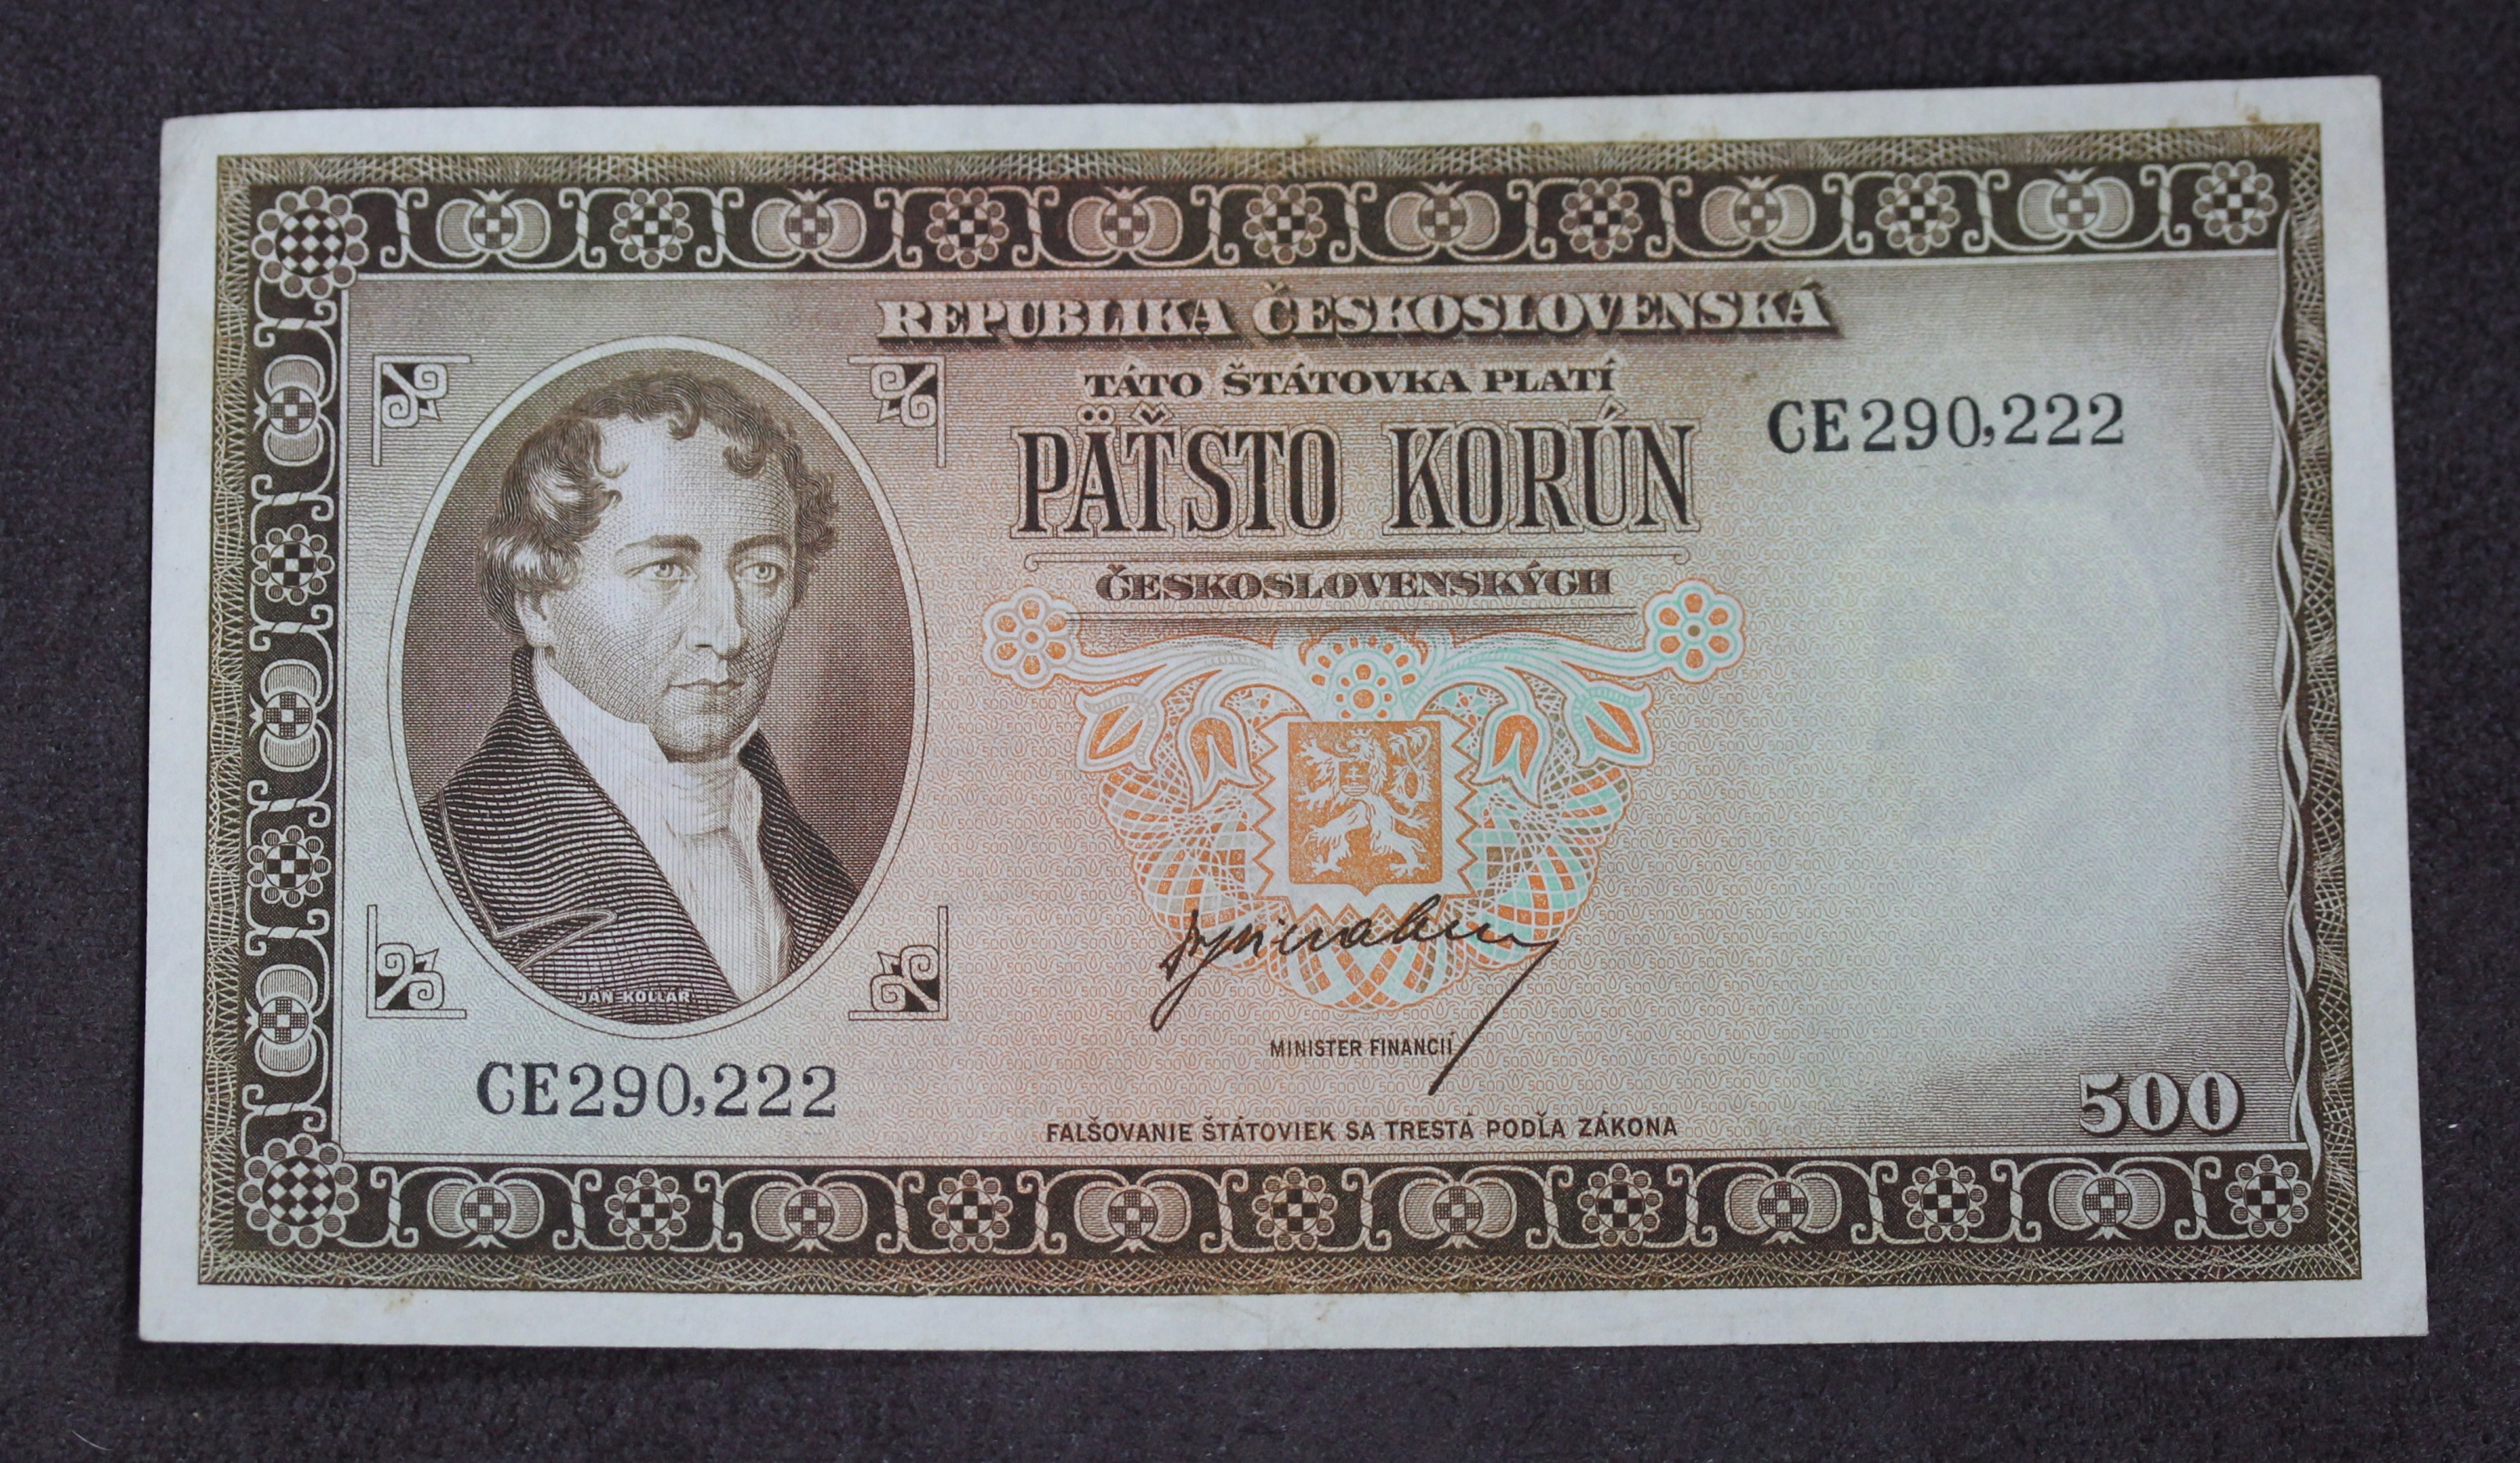 REPUBLIKA ČESKOSLOVENSKÁ
TÁTO ŠTÁTOVKA PLATÍ
PÄŤSTO KORÚN
ČESKOSLOVENSKÝCH
CE290,222
JÁN KOLLÁR
CE290,222
MINISTER FINANCIÍ
FALŠOVANIE ŠTÁTOVIEK SA TRESTÁ PODĽA ZÁKONA
500